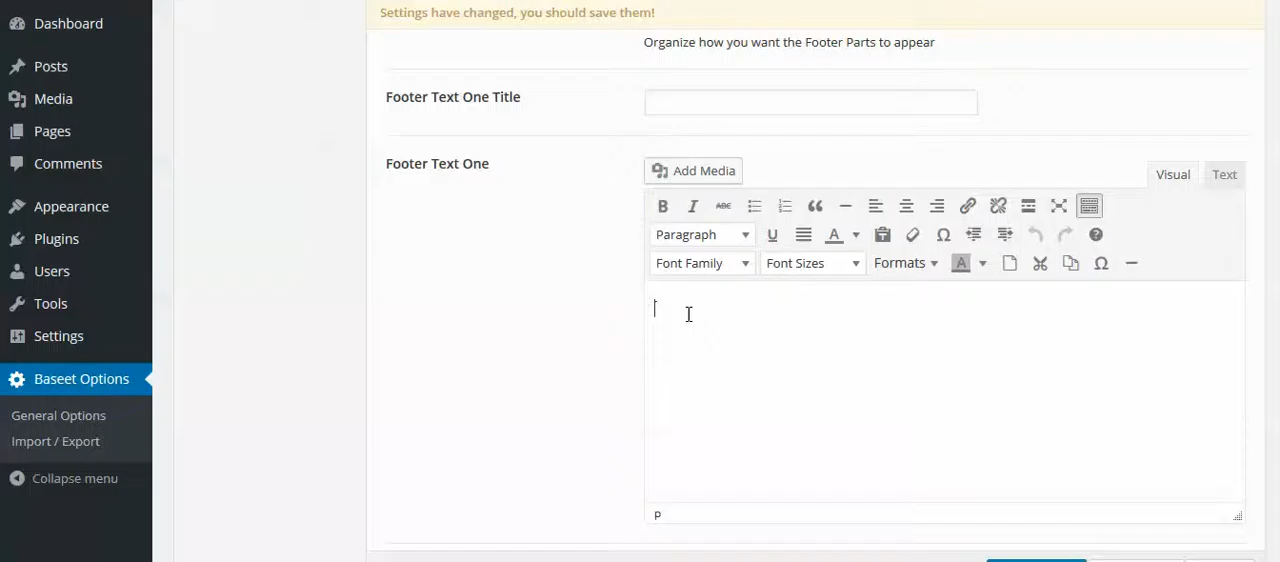 Settings have changed, you should save them!
Organize how you want the Footer Parts to appear
Dashboard
Posts
Media
Pages
Comments
Appearance
Plugins
Users
Tools
Settings
Baseet Options
General Options
Import / Export
Collapse menu
Footer Text One Title
Footer Text One
Add Media
Visual Text
B I ABC
Paragraph U A
Font Family Font Sizes Formats A Ω
P